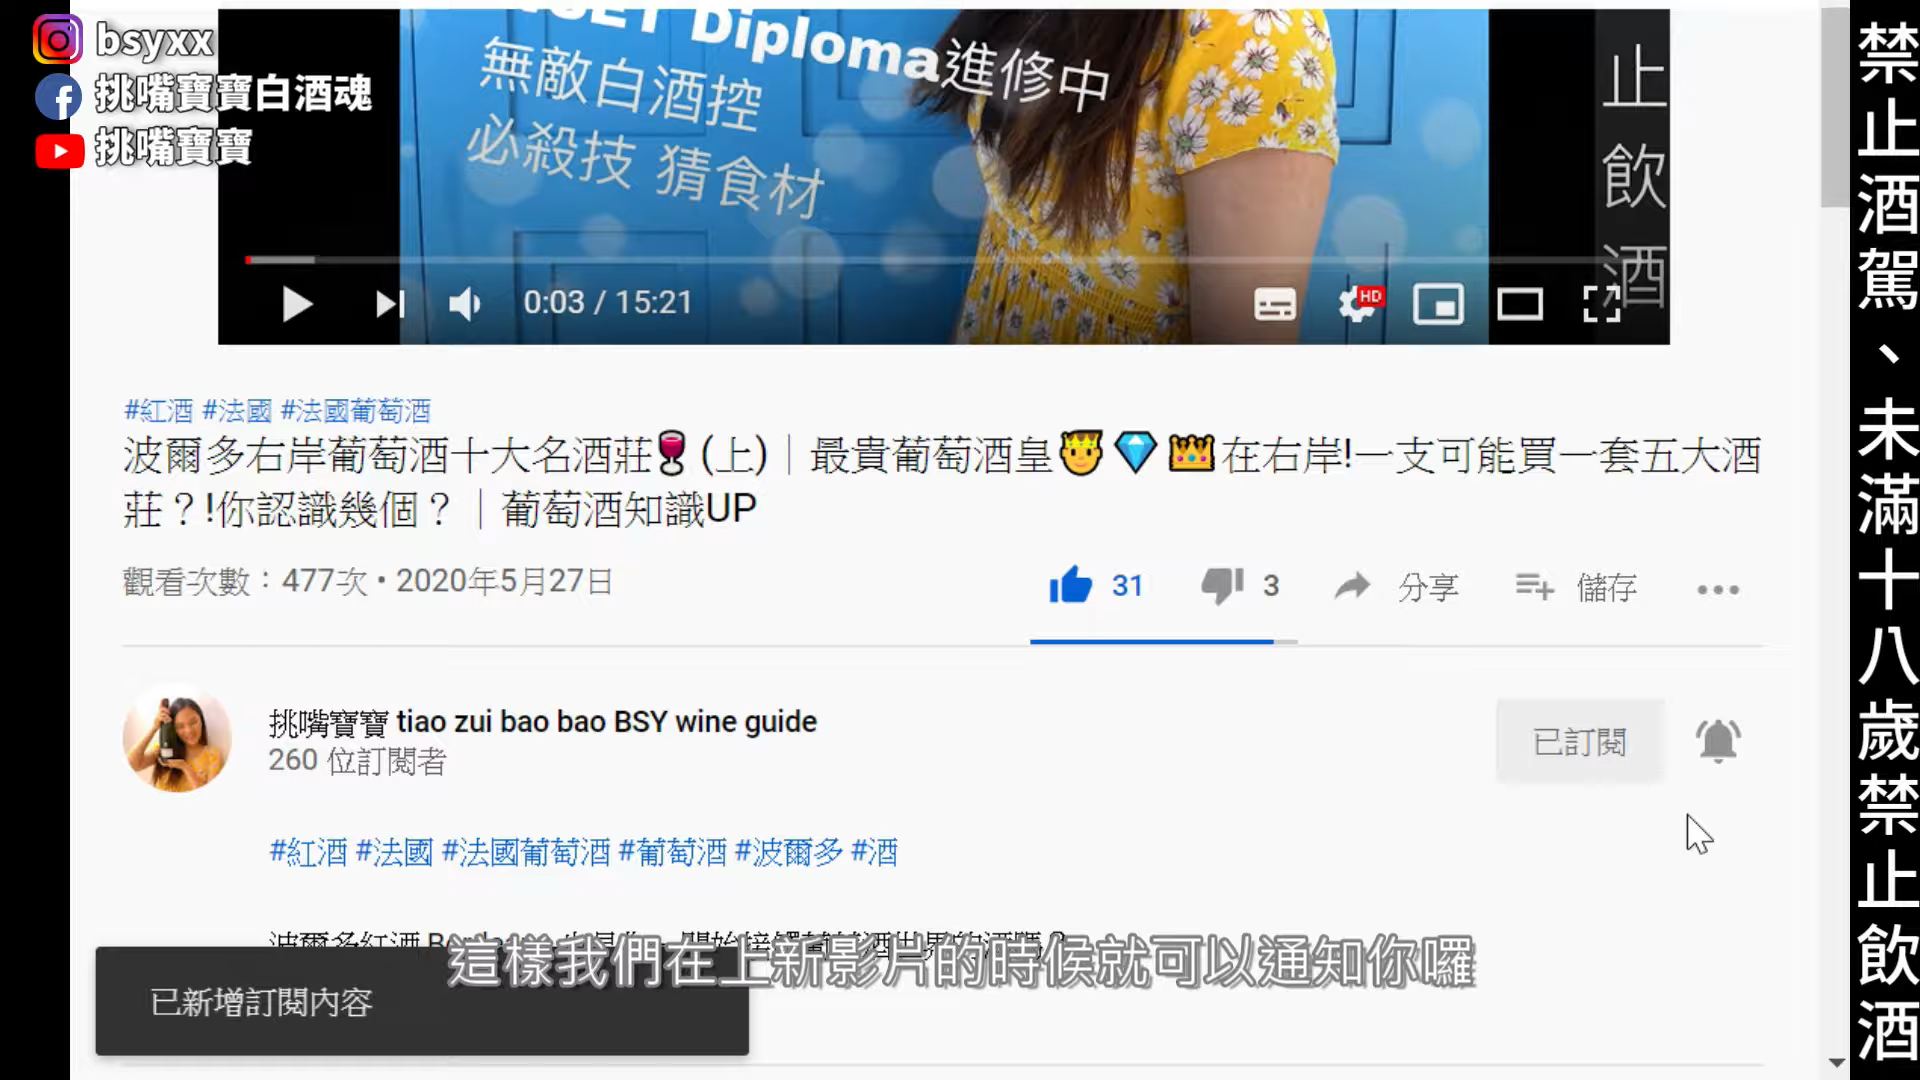 bsyxx
挑嘴寶寶白酒魂
挑嘴寶寶
Diploma進修中
無敵白酒控
必殺技 猜食材
止飲酒
0:03 / 15:21
HD
#紅酒 #法國 #法國葡萄酒
波爾多右岸葡萄酒十大名酒莊🍷 (上)｜最貴葡萄酒皇🤴💎👑在右岸!一支可能買一套五大酒
莊？!你認識幾個？｜葡萄酒知識UP
觀看次數：477次 • 2020年5月27日
31
3
分享
儲存
挑嘴寶寶 tiao zui bao bao BSY wine guide
260 位訂閱者
已訂閱
#紅酒 #法國 #法國葡萄酒 #葡萄酒 #波爾多 #酒
這樣我們在上新影片的時候就可以通知你囉
已新增訂閱內容
禁止酒駕、未滿十八歲禁止飲酒